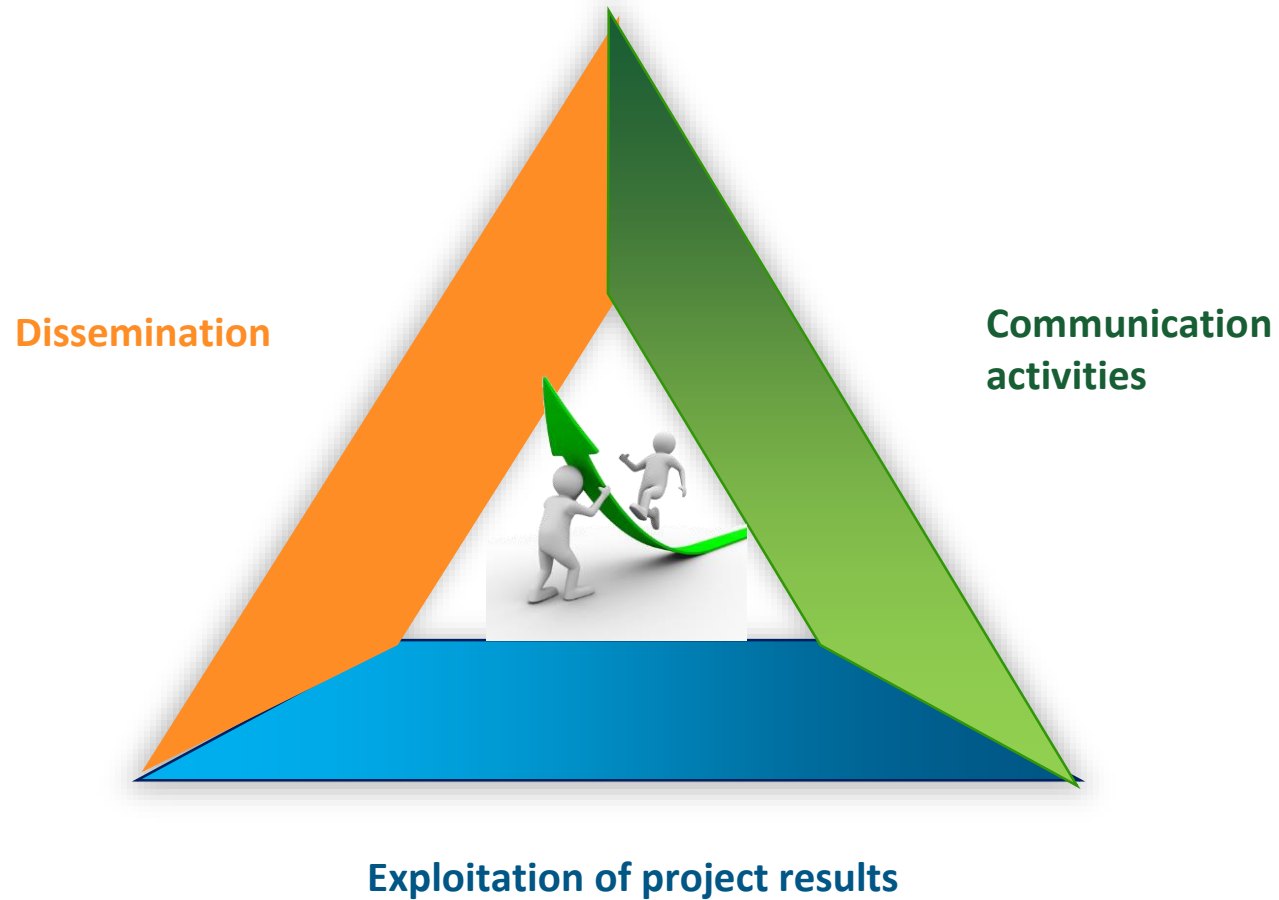 Dissemination
Communication
activities
Exploitation of project results